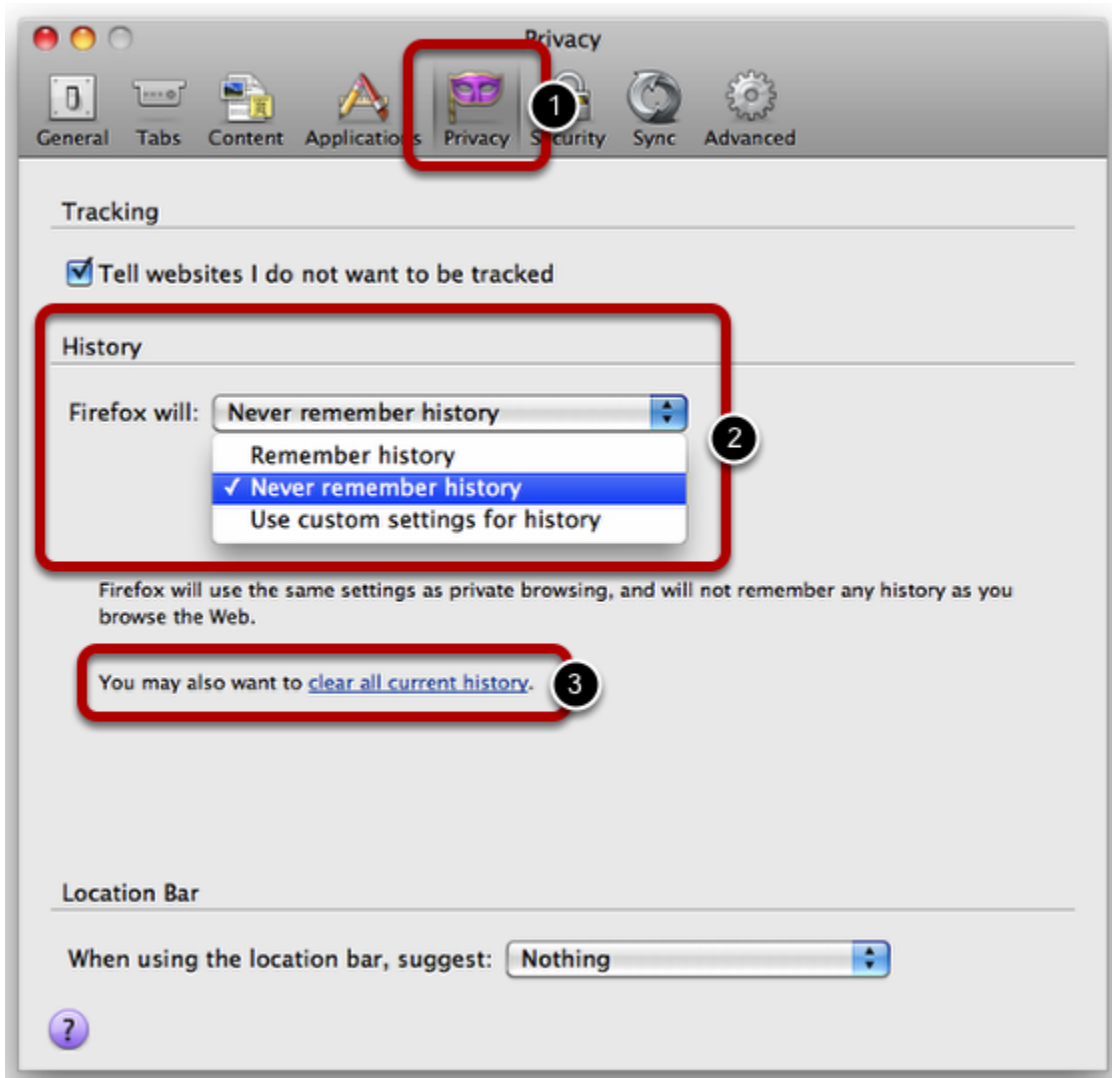 Privacy
General Tabs Content Applications Privacy Security Sync Advanced
1
Tracking
Tell websites I do not want to be tracked
History
Firefox will: Never remember history
2
Remember history
✓ Never remember history
Use custom settings for history
Firefox will use the same settings as private browsing, and will not remember any history as you
browse the Web.
You may also want to clear all current history.
3
Location Bar
When using the location bar, suggest: Nothing
?